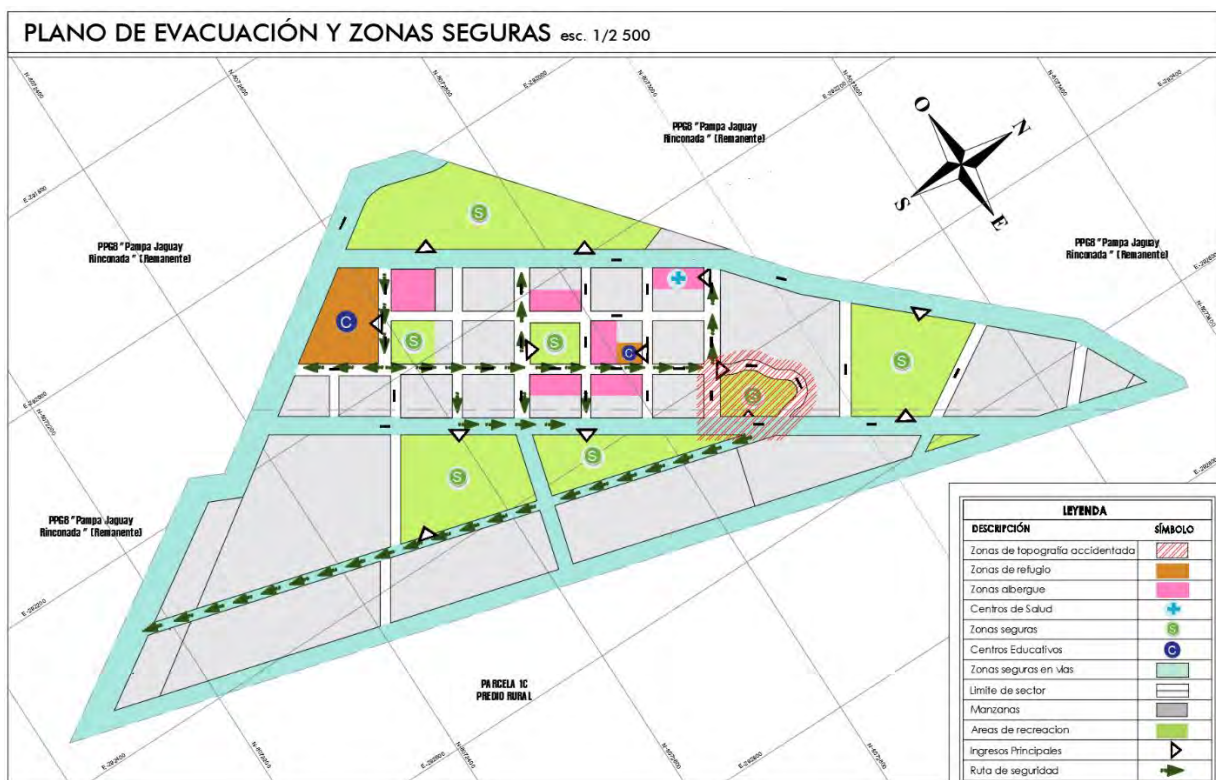 PLANO DE EVACUACIÓN Y ZONAS SEGURAS esc. 1/2 500
PPG8 "Pampa Jaguay
Rinconada " (Remanente)
O
N
S
E
PPG8 "Pampa Jaguay
Rinconada " (Remanente)
PPG8 "Pampa Jaguay
Rinconada " (Remanente)
S
C
S
S
C
S
S
S
S
PPG8 "Pampa Jaguay
Rinconada " (Remanente)
PARCELA 1C
PREDIO RURAL
LEYENDA
DESCRIPCIÓN SÍMBOLO
Zonas de topografía accidentada
Zonas de refugio
Zonas albergue
Centros de Salud
Zonas seguras S
Centros Educativos C
Zonas seguras en vías
Limite de sector
Manzanas
Areas de recreacion
Ingresos Principales
Ruta de seguridad